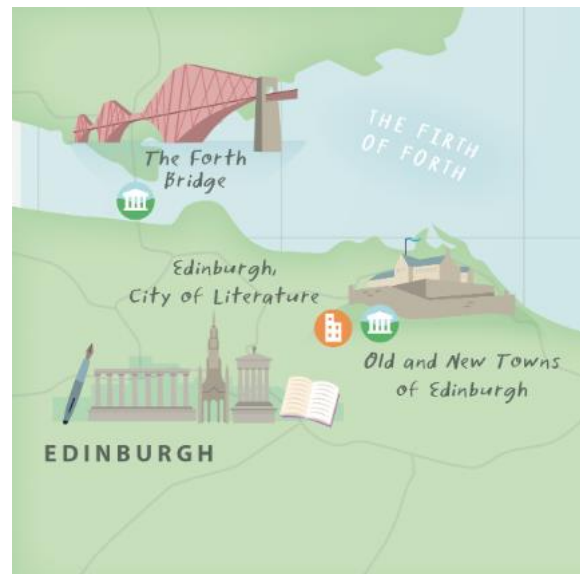 The Forth
Bridge
THE FIRTH
OF FORTH
Edinburgh,
City of Literature
Old and New Towns
of Edinburgh
EDINBURGH